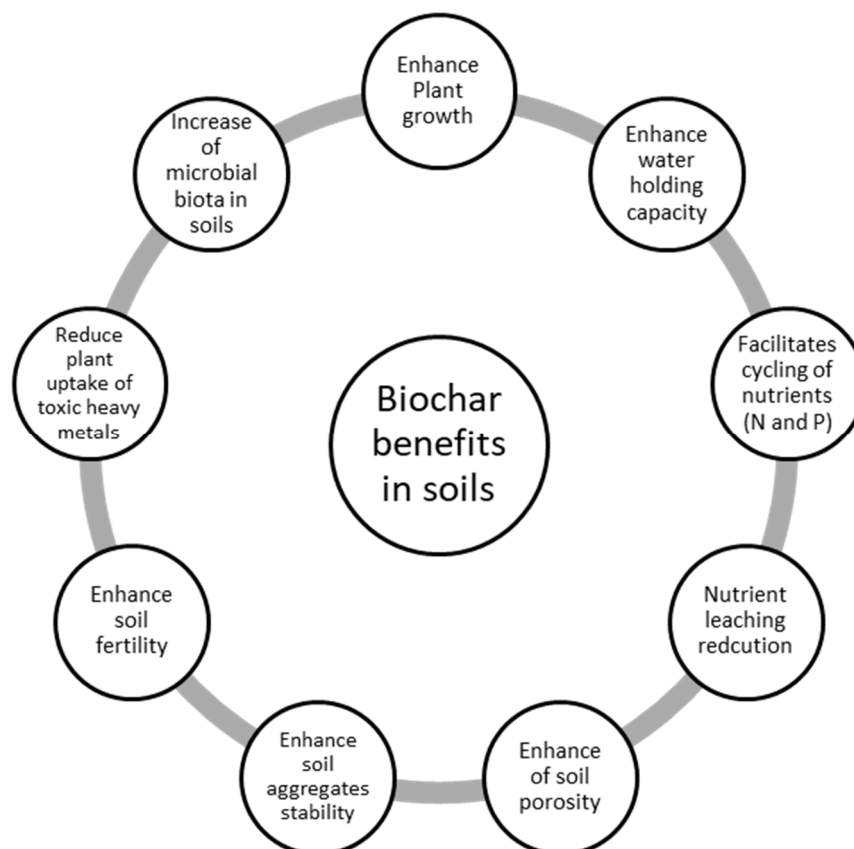 Enhance
Plant
growth
Enhance
water
holding
capacity
Facilitates
cycling of
nutrients
(N and P)
Nutrient
leaching
redcution
Enhance
of soil
porosity
Enhance
soil
aggregates
stability
Enhance
soil
fertility
Reduce
plant
uptake of
toxic heavy
metals
Increase
of
microbial
biota in
soils
Biochar
benefits
in soils